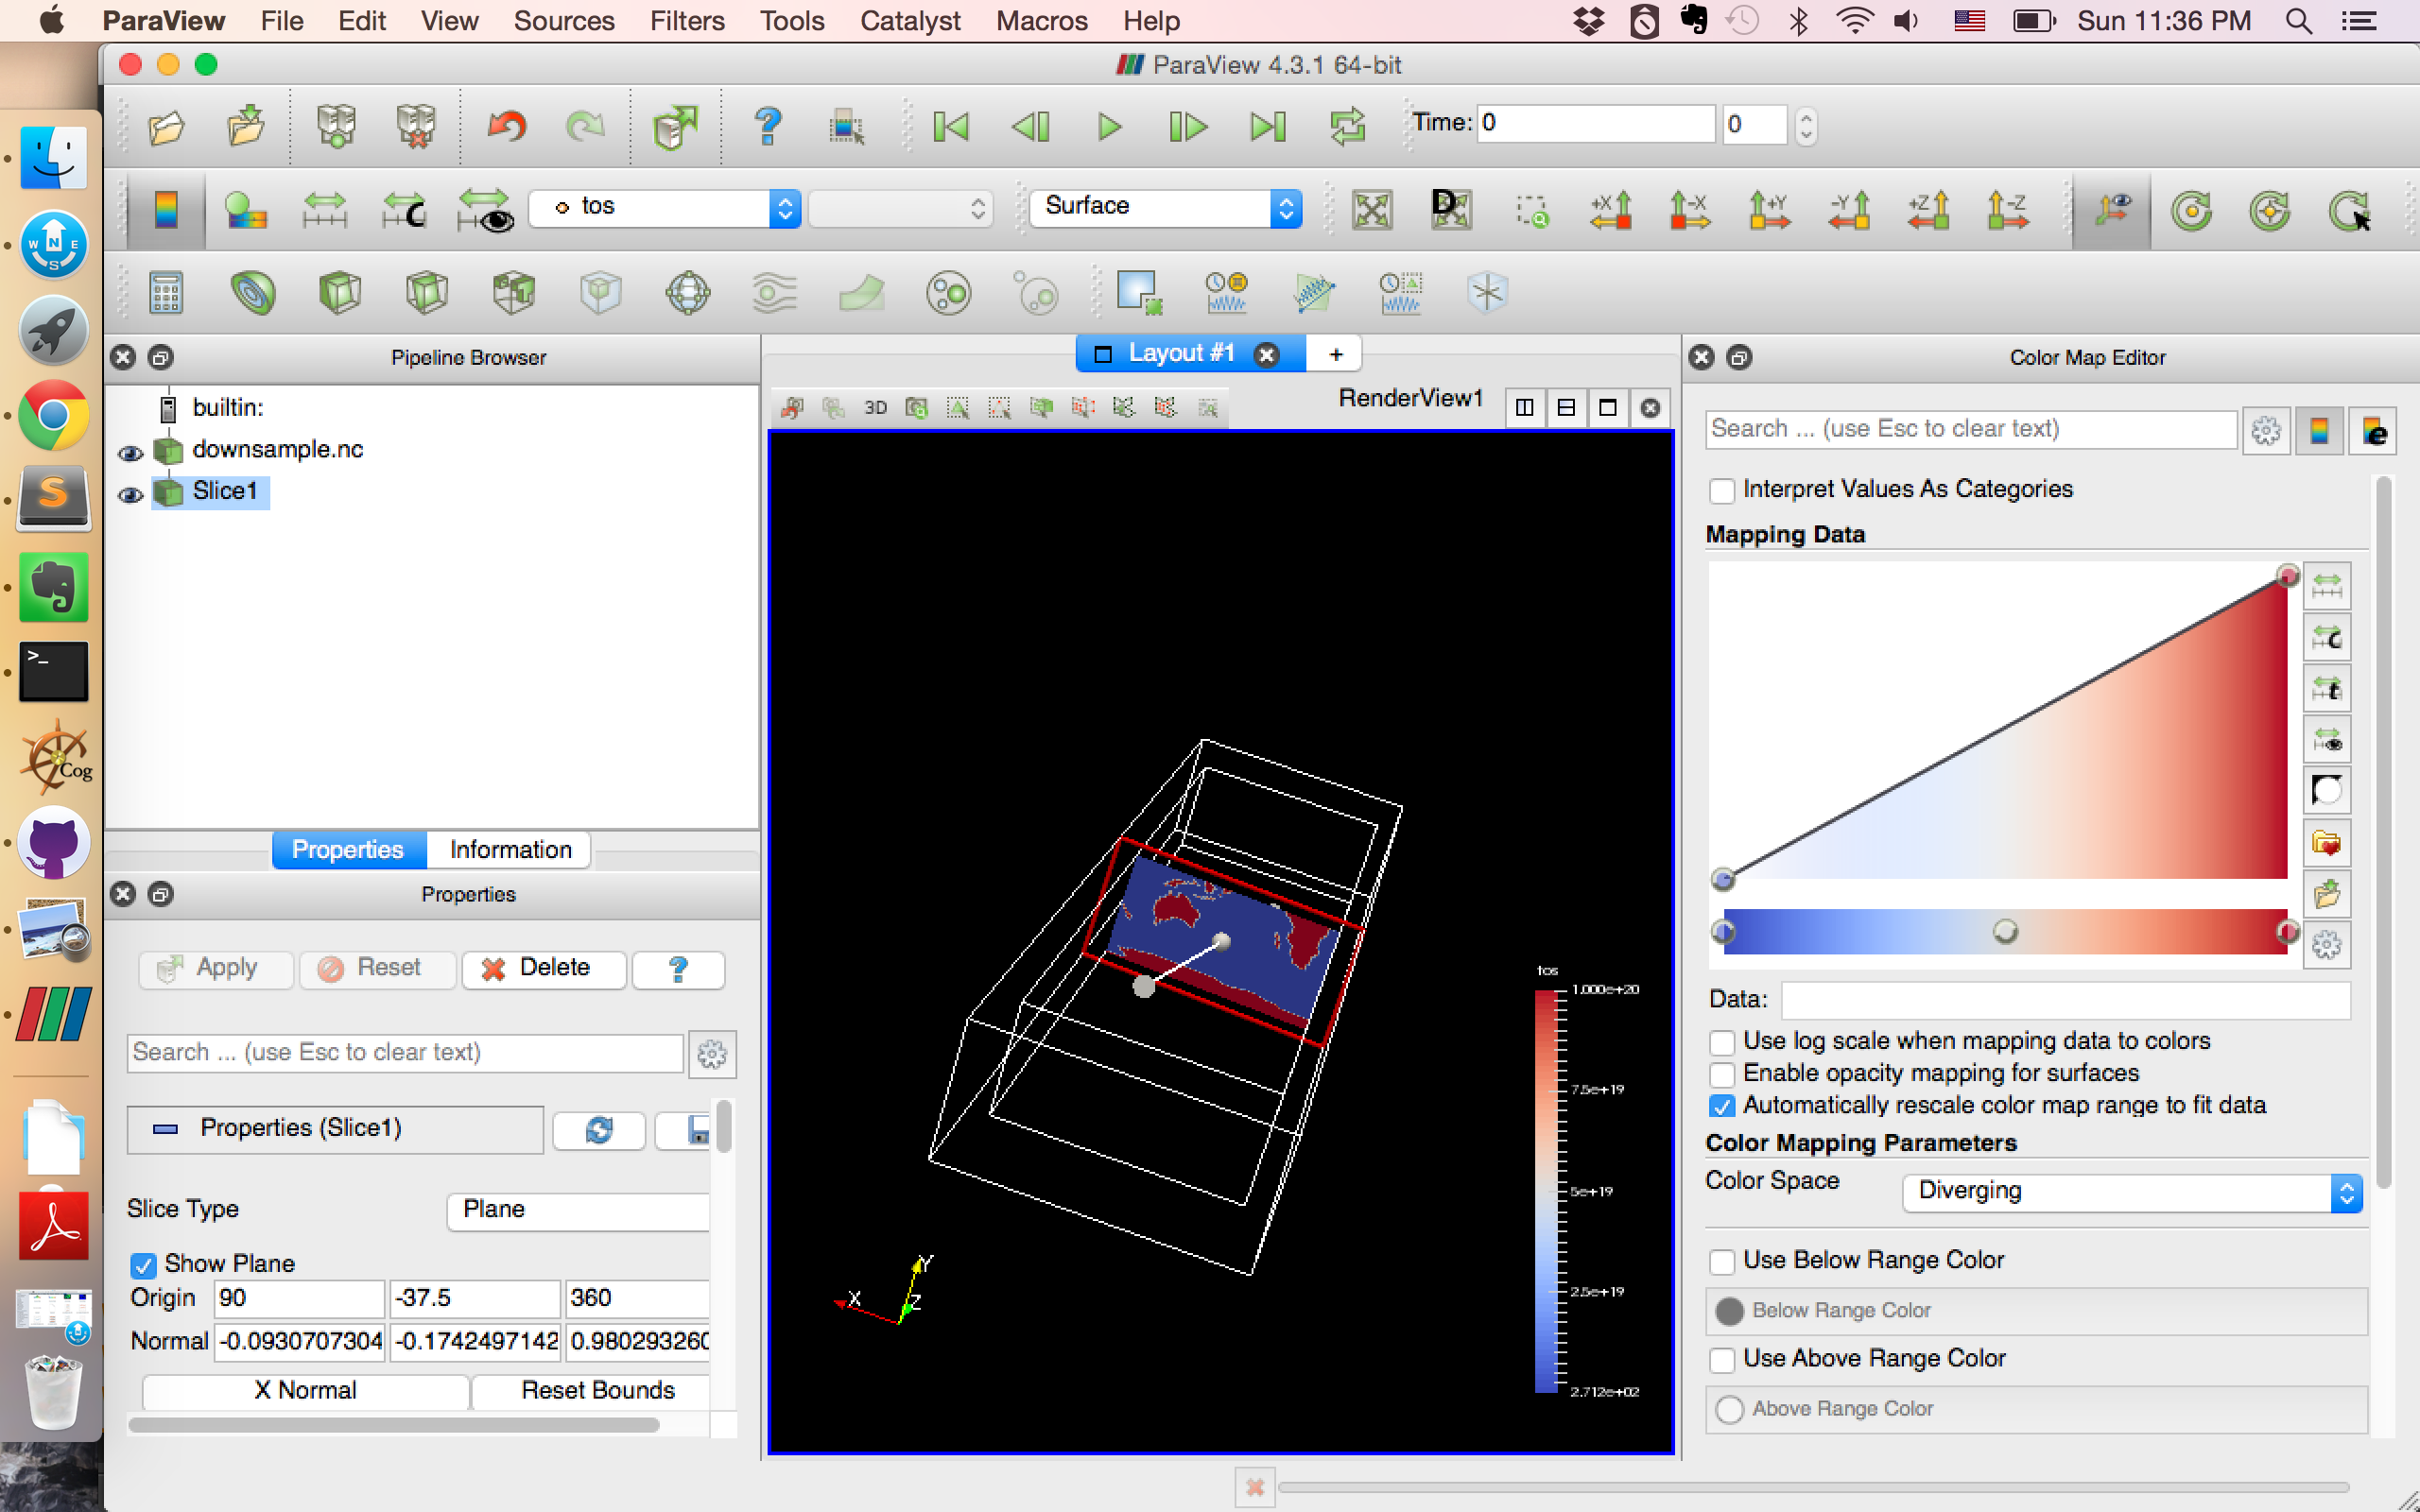 ParaView File Edit View Sources Filters Tools Catalyst Macros Help Sun 11:36 PM
ParaView 4.3.1 64-bit
Time: 0 0
tos Surface +X -X +Y -Y +Z -Z
Pipeline Browser
builtin:
downsample.nc
Slice1
Properties Information
Properties
Apply Reset Delete ?
Search ... (use Esc to clear text)
Properties (Slice1)
Slice Type Plane
Show Plane
Origin 90 -37.5 360
Normal -0.0930707304 -0.1742497142 0.980293260
X Normal Reset Bounds
Layout #1 +
3D RenderView1
tos
1.000e+20
7.5e+19
5e+19
2.5e+19
2.712e+02
X Y Z
Color Map Editor
Search ... (use Esc to clear text)
Interpret Values As Categories
Mapping Data
Data:
Use log scale when mapping data to colors
Enable opacity mapping for surfaces
Automatically rescale color map range to fit data
Color Mapping Parameters
Color Space Diverging
Use Below Range Color
Below Range Color
Use Above Range Color
Above Range Color
W N E
S
S
>_
Cog